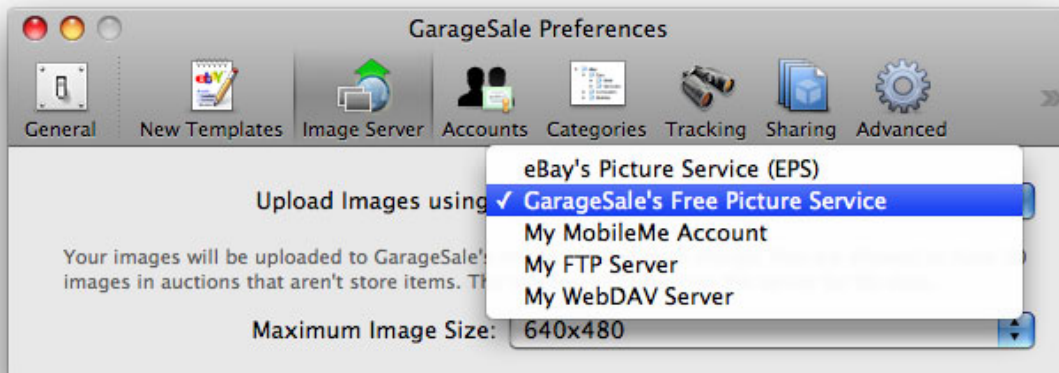 GarageSale Preferences
General New Templates Image Server Accounts Categories Tracking Sharing Advanced
eBay's Picture Service (EPS)
Upload Images using ✓ GarageSale's Free Picture Service
My MobileMe Account
Your images will be uploaded to GarageSale's
My FTP Server
images in auctions that aren't store items.
My WebDAV Server
Maximum Image Size: 640x480